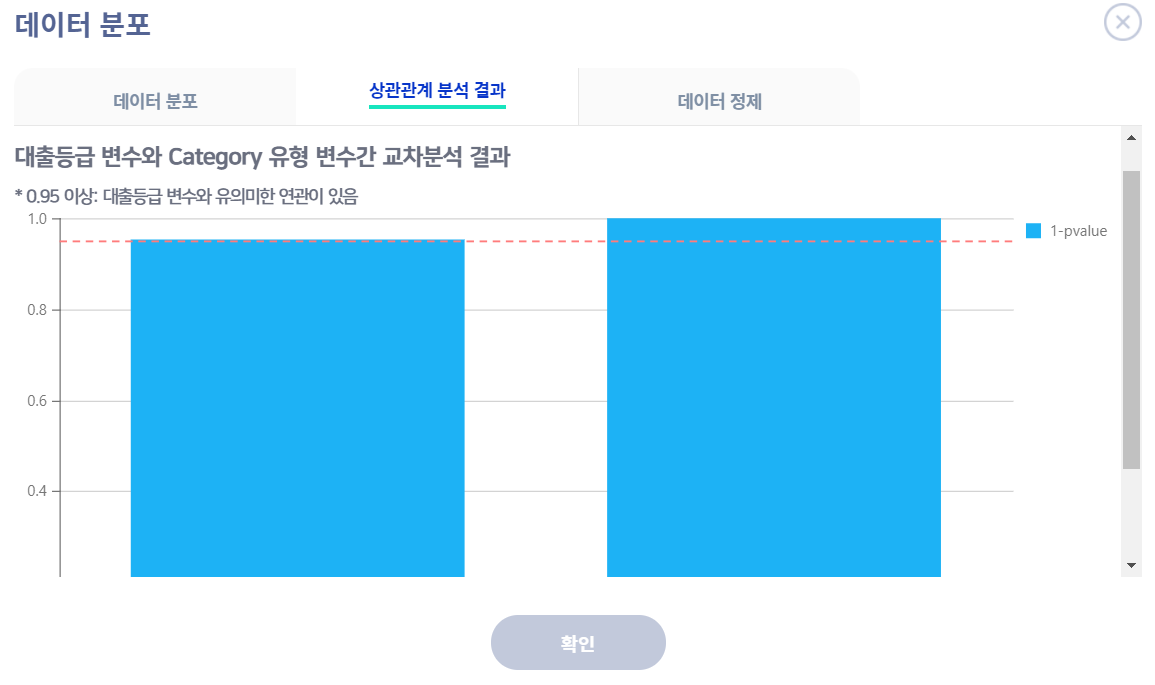 데이터 분포
데이터 분포
상관관계 분석 결과
데이터 정제
대출등급 변수와 Category 유형 변수간 교차분석 결과
* 0.95 이상: 대출등급 변수와 유의미한 연관이 있음
1.0
1-pvalue
0.8
0.6
0.4
확인